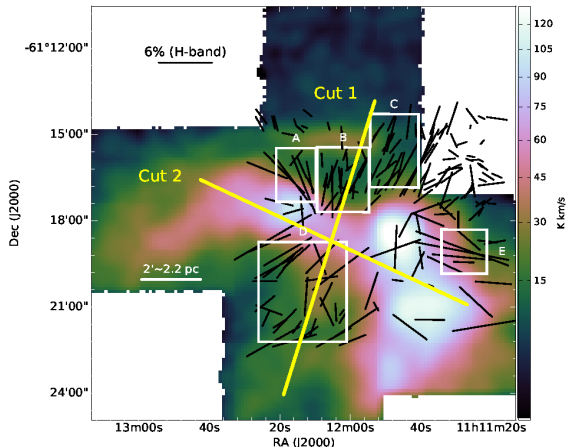 6% (H-band)
Cut 1
Cut 2
A
B
C
D
E
2'~2.2 pc
-61°12'00"
15'00"
18'00"
21'00"
24'00"
Dec (J2000)
13m00s
40s
20s
12m00s
40s
11h11m20s
RA (J2000)
120
105
90
75
60
45
30
15
K km/s